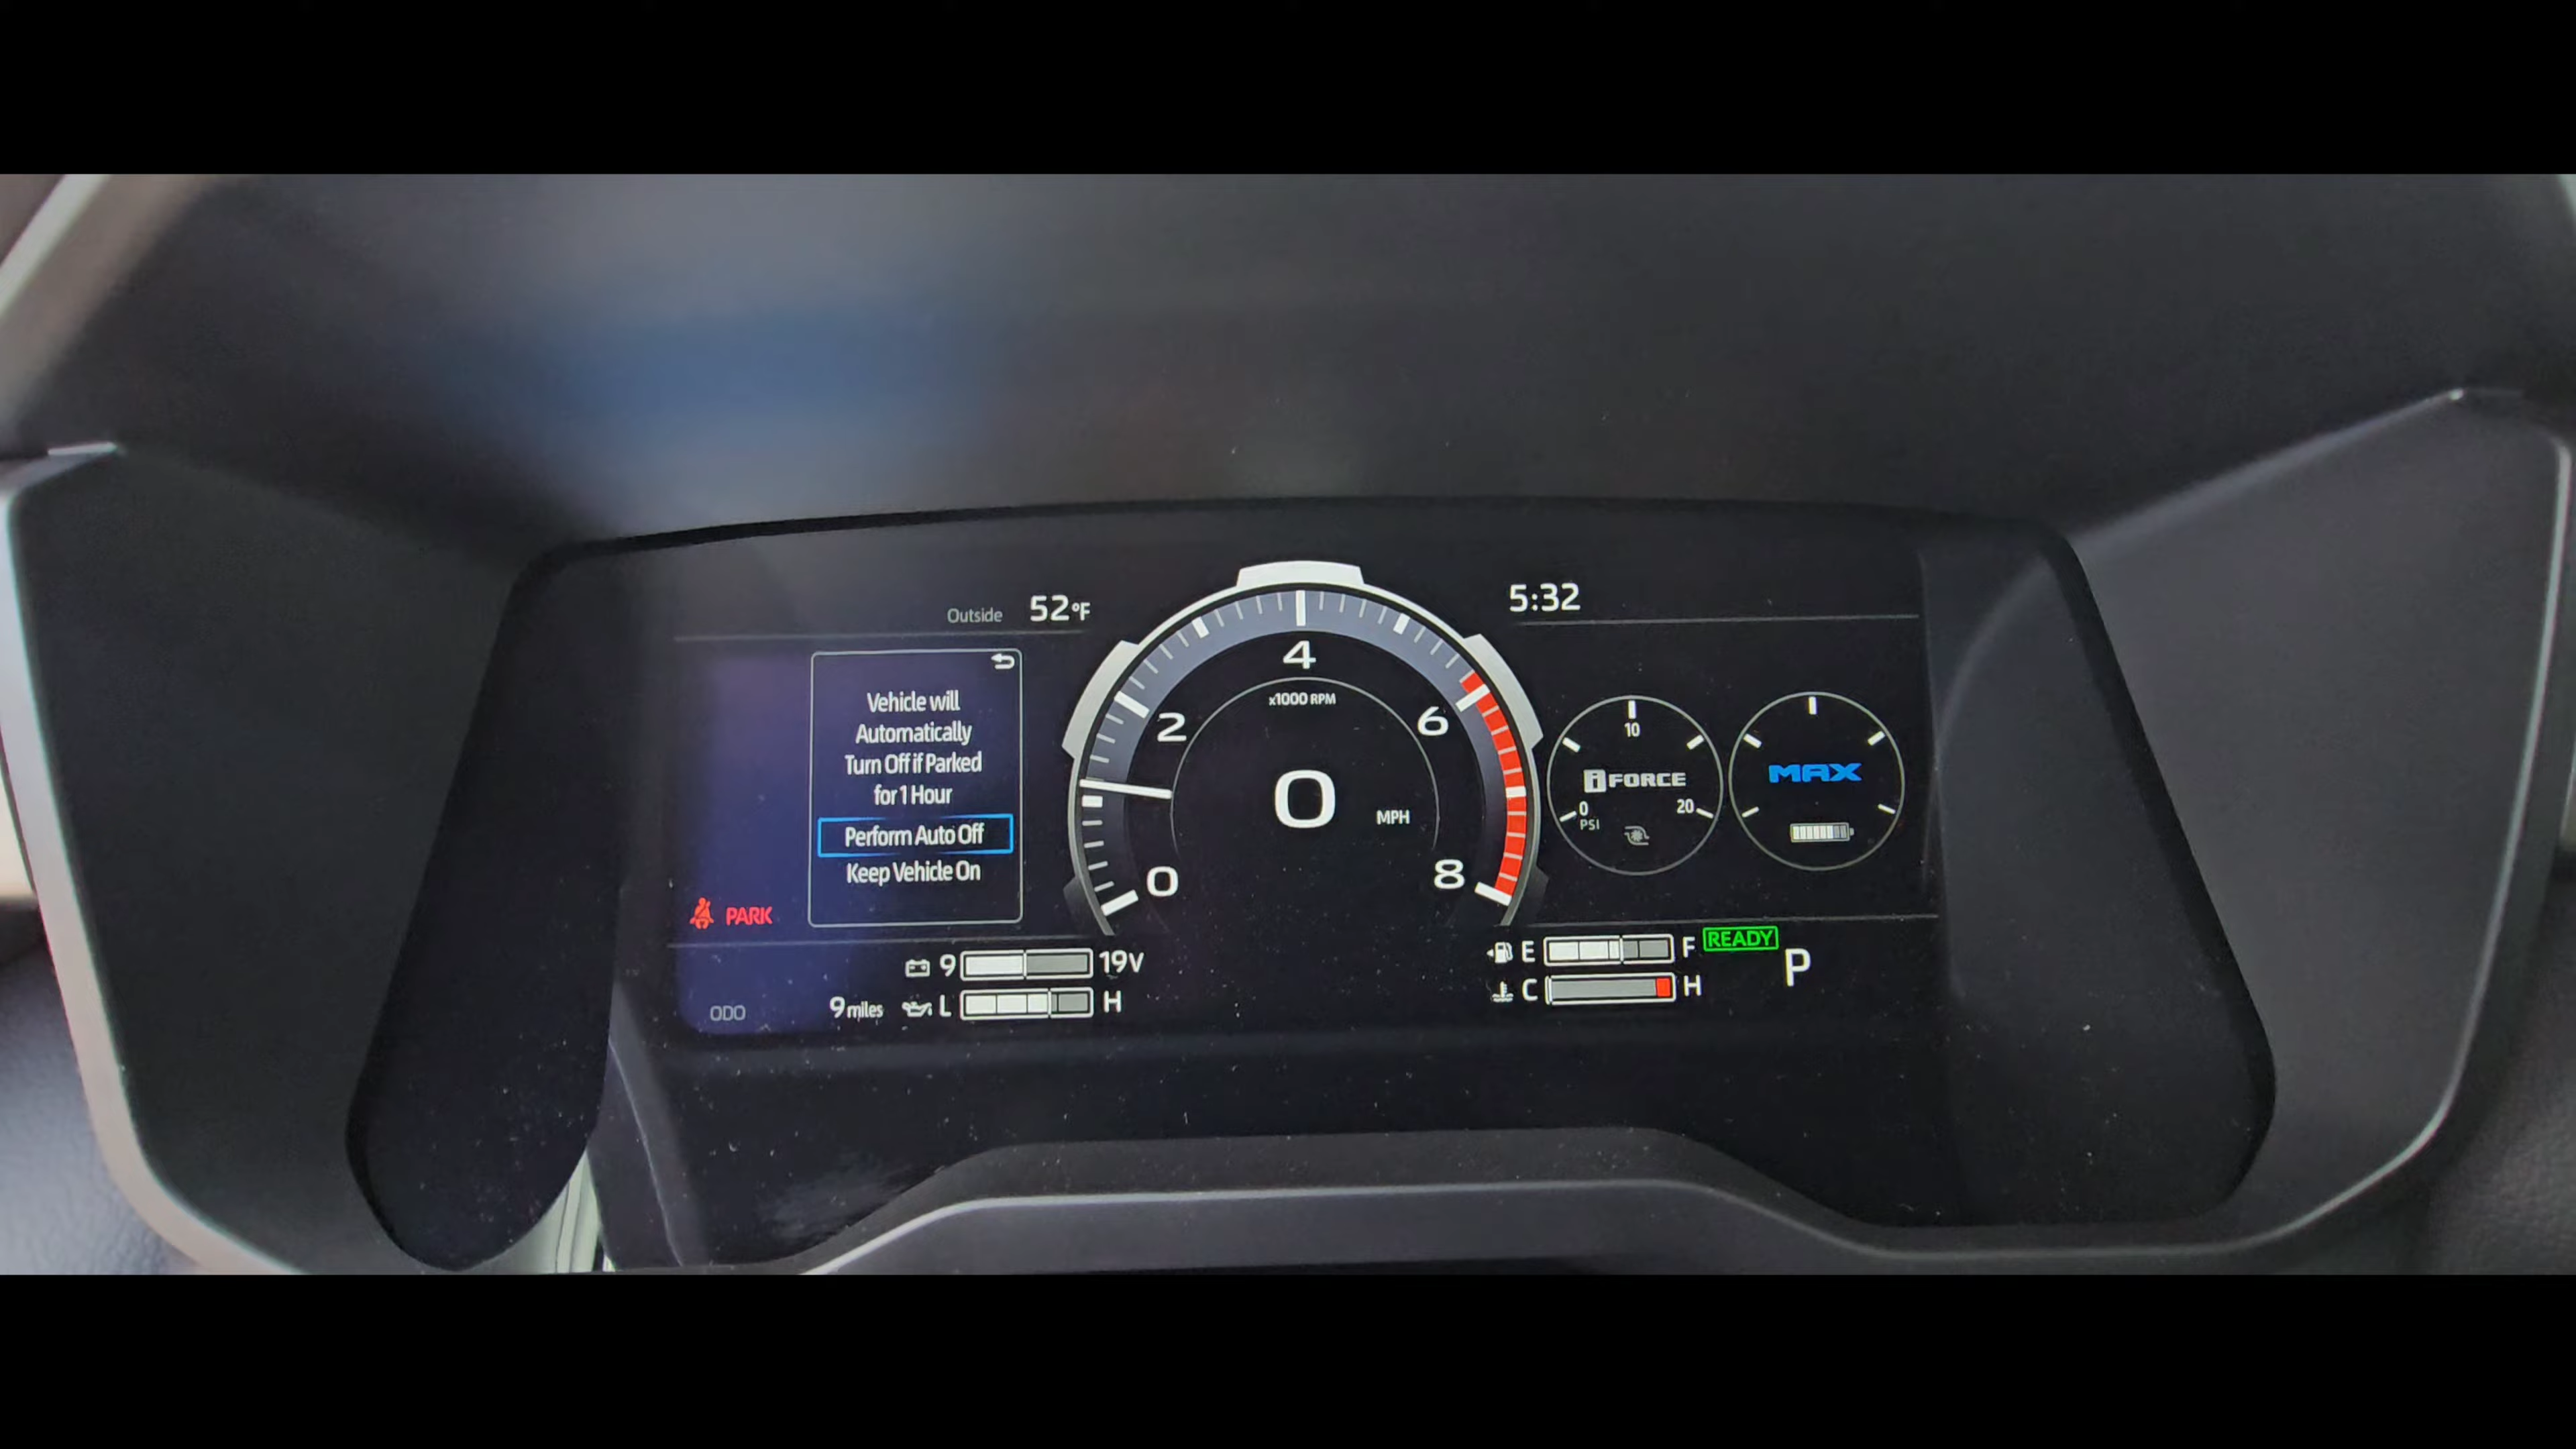 Outside 52°F
5:32
Vehicle will
Automatically
Turn Off if Parked
for 1 Hour
Perform Auto Off
Keep Vehicle On
PARK
0
2
4
6
8
x1000 RPM
0 MPH
10
iFORCE
0 20
PSI
MAX
9 19V
ODO 9 miles L H
E F READY
C H
P